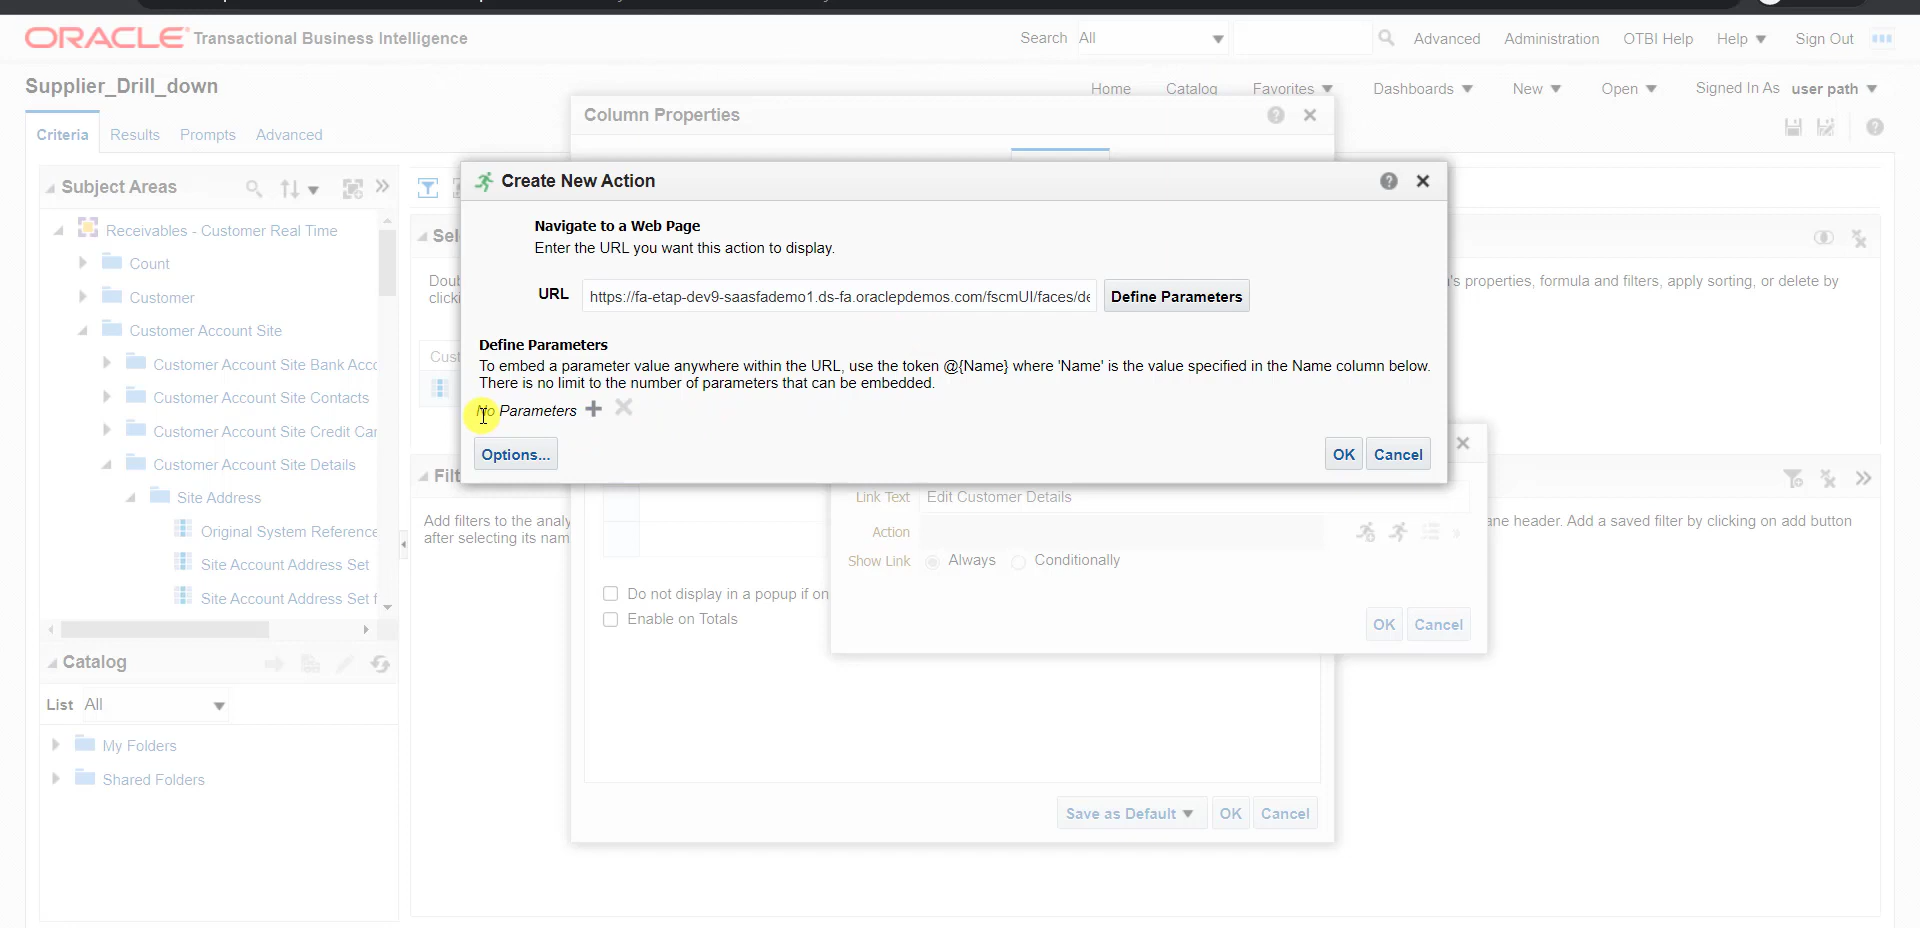 ORACLE Transactional Business Intelligence
Search All Advanced Administration OTBI Help Help Sign Out
Supplier_Drill_down
Home Catalog Favorites Dashboards New Open Signed In As user path
Criteria Results Prompts Advanced
Column Properties
Subject Areas
Create New Action
Navigate to a Web Page
Enter the URL you want this action to display.
URL https://fa-etap-dev9-saasfademo1.ds-fa.oraclepdemos.com/fscmUI/faces/de Define Parameters
Define Parameters
To embed a parameter value anywhere within the URL, use the token @{Name} where 'Name' is the value specified in the Name column below.
There is no limit to the number of parameters that can be embedded.
No Parameters
Options... OK Cancel
Receivables - Customer Real Time
Count
Customer
Customer Account Site
Customer Account Site Bank Acco
Customer Account Site Contacts
Customer Account Site Credit Car
Customer Account Site Details
Site Address
Original System Reference
Site Account Address Set
Site Account Address Set f
Sel
Doul
clicki
's properties, formula and filters, apply sorting, or delete by
Cust
Filt
Add filters to the analy
after selecting its nam
ane header. Add a saved filter by clicking on add button
Link Text Edit Customer Details
Action
Show Link Always Conditionally
OK Cancel
Do not display in a popup if on
Enable on Totals
Save as Default OK Cancel
Catalog
List All
My Folders
Shared Folders